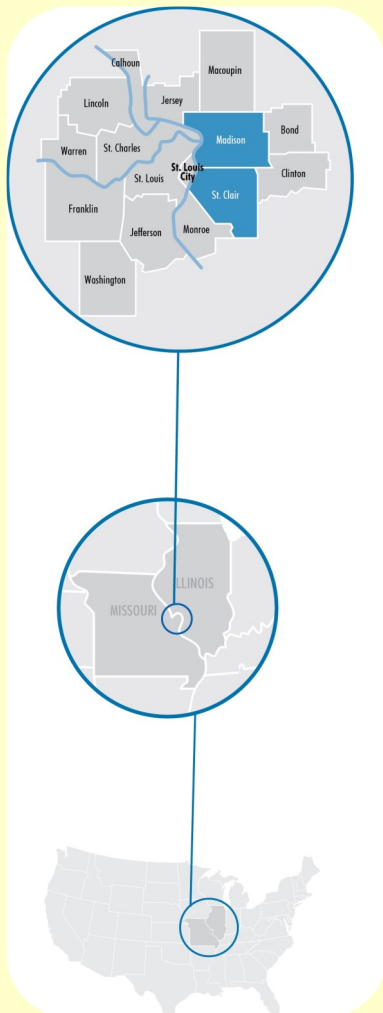 Calhoun
Macoupin
Lincoln
Jersey
Madison
Bond
Warren
St. Charles
St. Louis
City
Clinton
St. Louis
St. Clair
Franklin
Jefferson
Monroe
Washington
ILLINOIS
MISSOURI